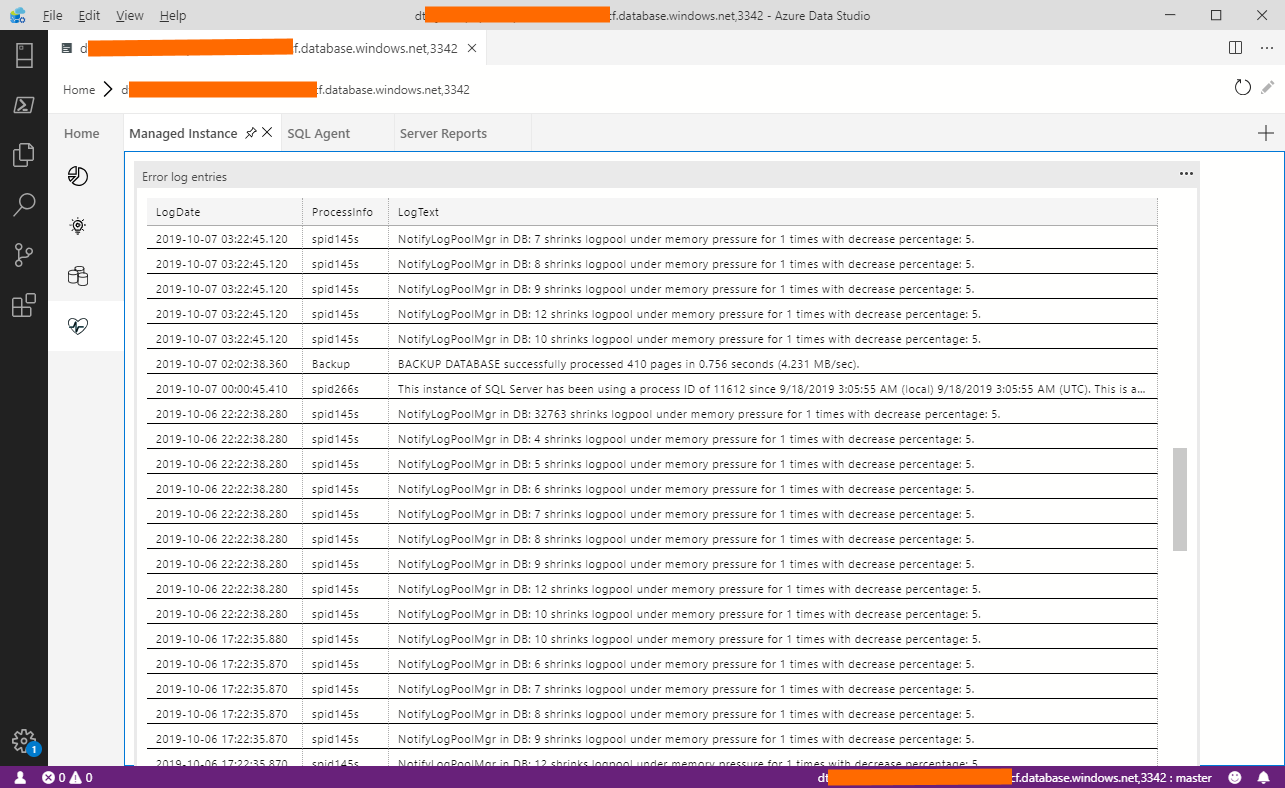 File Edit View Help dt f.database.windows.net,3342 - Azure Data Studio
d f.database.windows.net,3342
Home d f.database.windows.net,3342
Home Managed Instance SQL Agent Server Reports
Error log entries
LogDate ProcessInfo LogText
2019-10-07 03:22:45.120 spid145s NotifyLogPoolMgr in DB: 7 shrinks logpool under memory pressure for 1 times with decrease percentage: 5.
2019-10-07 03:22:45.120 spid145s NotifyLogPoolMgr in DB: 8 shrinks logpool under memory pressure for 1 times with decrease percentage: 5.
2019-10-07 03:22:45.120 spid145s NotifyLogPoolMgr in DB: 9 shrinks logpool under memory pressure for 1 times with decrease percentage: 5.
2019-10-07 03:22:45.120 spid145s NotifyLogPoolMgr in DB: 12 shrinks logpool under memory pressure for 1 times with decrease percentage: 5.
2019-10-07 03:22:45.120 spid145s NotifyLogPoolMgr in DB: 10 shrinks logpool under memory pressure for 1 times with decrease percentage: 5.
2019-10-07 02:02:38.360 Backup BACKUP DATABASE successfully processed 410 pages in 0.756 seconds (4.231 MB/sec).
2019-10-07 00:00:45.410 spid266s This instance of SQL Server has been using a process ID of 11612 since 9/18/2019 3:05:55 AM (local) 9/18/2019 3:05:55 AM (UTC). This is a...
2019-10-06 22:22:38.280 spid145s NotifyLogPoolMgr in DB: 32763 shrinks logpool under memory pressure for 1 times with decrease percentage: 5.
2019-10-06 22:22:38.280 spid145s NotifyLogPoolMgr in DB: 4 shrinks logpool under memory pressure for 1 times with decrease percentage: 5.
2019-10-06 22:22:38.280 spid145s NotifyLogPoolMgr in DB: 5 shrinks logpool under memory pressure for 1 times with decrease percentage: 5.
2019-10-06 22:22:38.280 spid145s NotifyLogPoolMgr in DB: 6 shrinks logpool under memory pressure for 1 times with decrease percentage: 5.
2019-10-06 22:22:38.280 spid145s NotifyLogPoolMgr in DB: 7 shrinks logpool under memory pressure for 1 times with decrease percentage: 5.
2019-10-06 22:22:38.280 spid145s NotifyLogPoolMgr in DB: 8 shrinks logpool under memory pressure for 1 times with decrease percentage: 5.
2019-10-06 22:22:38.280 spid145s NotifyLogPoolMgr in DB: 9 shrinks logpool under memory pressure for 1 times with decrease percentage: 5.
2019-10-06 22:22:38.280 spid145s NotifyLogPoolMgr in DB: 12 shrinks logpool under memory pressure for 1 times with decrease percentage: 5.
2019-10-06 22:22:38.280 spid145s NotifyLogPoolMgr in DB: 10 shrinks logpool under memory pressure for 1 times with decrease percentage: 5.
2019-10-06 17:22:35.880 spid145s NotifyLogPoolMgr in DB: 10 shrinks logpool under memory pressure for 1 times with decrease percentage: 5.
2019-10-06 17:22:35.870 spid145s NotifyLogPoolMgr in DB: 6 shrinks logpool under memory pressure for 1 times with decrease percentage: 5.
2019-10-06 17:22:35.870 spid145s NotifyLogPoolMgr in DB: 7 shrinks logpool under memory pressure for 1 times with decrease percentage: 5.
2019-10-06 17:22:35.870 spid145s NotifyLogPoolMgr in DB: 8 shrinks logpool under memory pressure for 1 times with decrease percentage: 5.
2019-10-06 17:22:35.870 spid145s NotifyLogPoolMgr in DB: 9 shrinks logpool under memory pressure for 1 times with decrease percentage: 5.
2019-10-06 17:22:35.870 spid145s NotifyLogPoolMgr in DB: 12 shrinks logpool under memory pressure for 1 times with decrease percentage: 5.
1
0 0 dt cf.database.windows.net,3342 : master